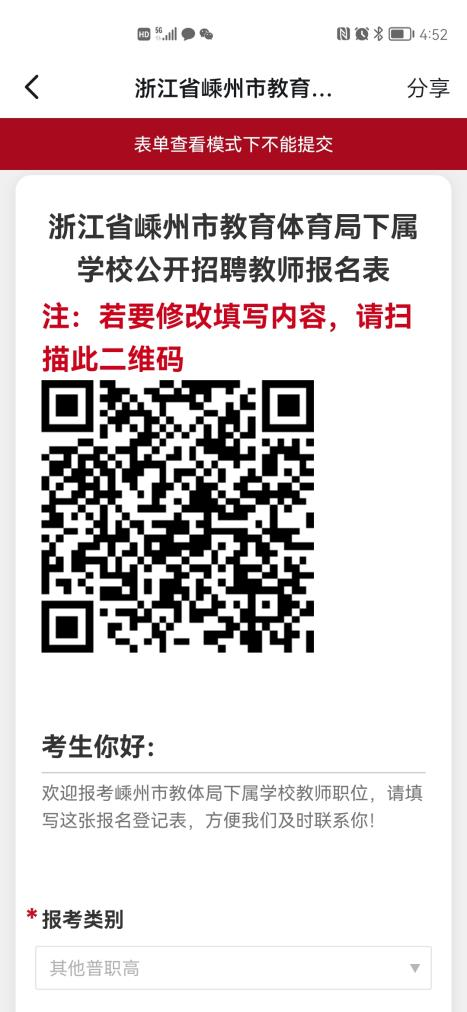 HD 5G 4:52
浙江省嵊州市教育... 分享
表单查看模式下不能提交
浙江省嵊州市教育体育局下属
学校公开招聘教师报名表
注：若要修改填写内容，请扫
描此二维码
考生你好：
欢迎报考嵊州市教体局下属学校教师职位，请填
写这张报名登记表，方便我们及时联系你！
*报考类别
其他普职高